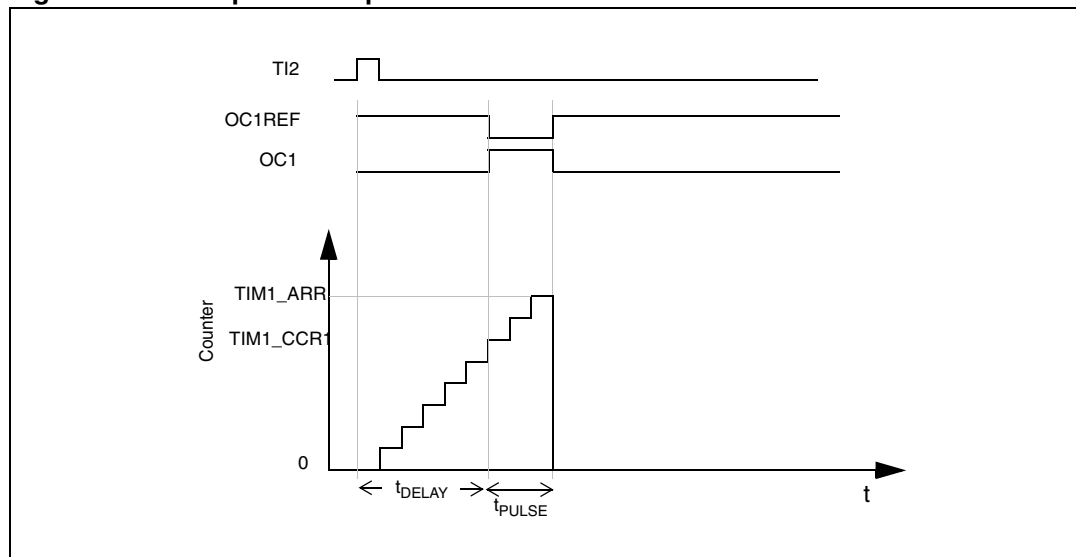 TI2
OC1REF
OC1
TIM1_ARR
TIM1_CCR1
Counter
0
tDELAY
tPULSE
t